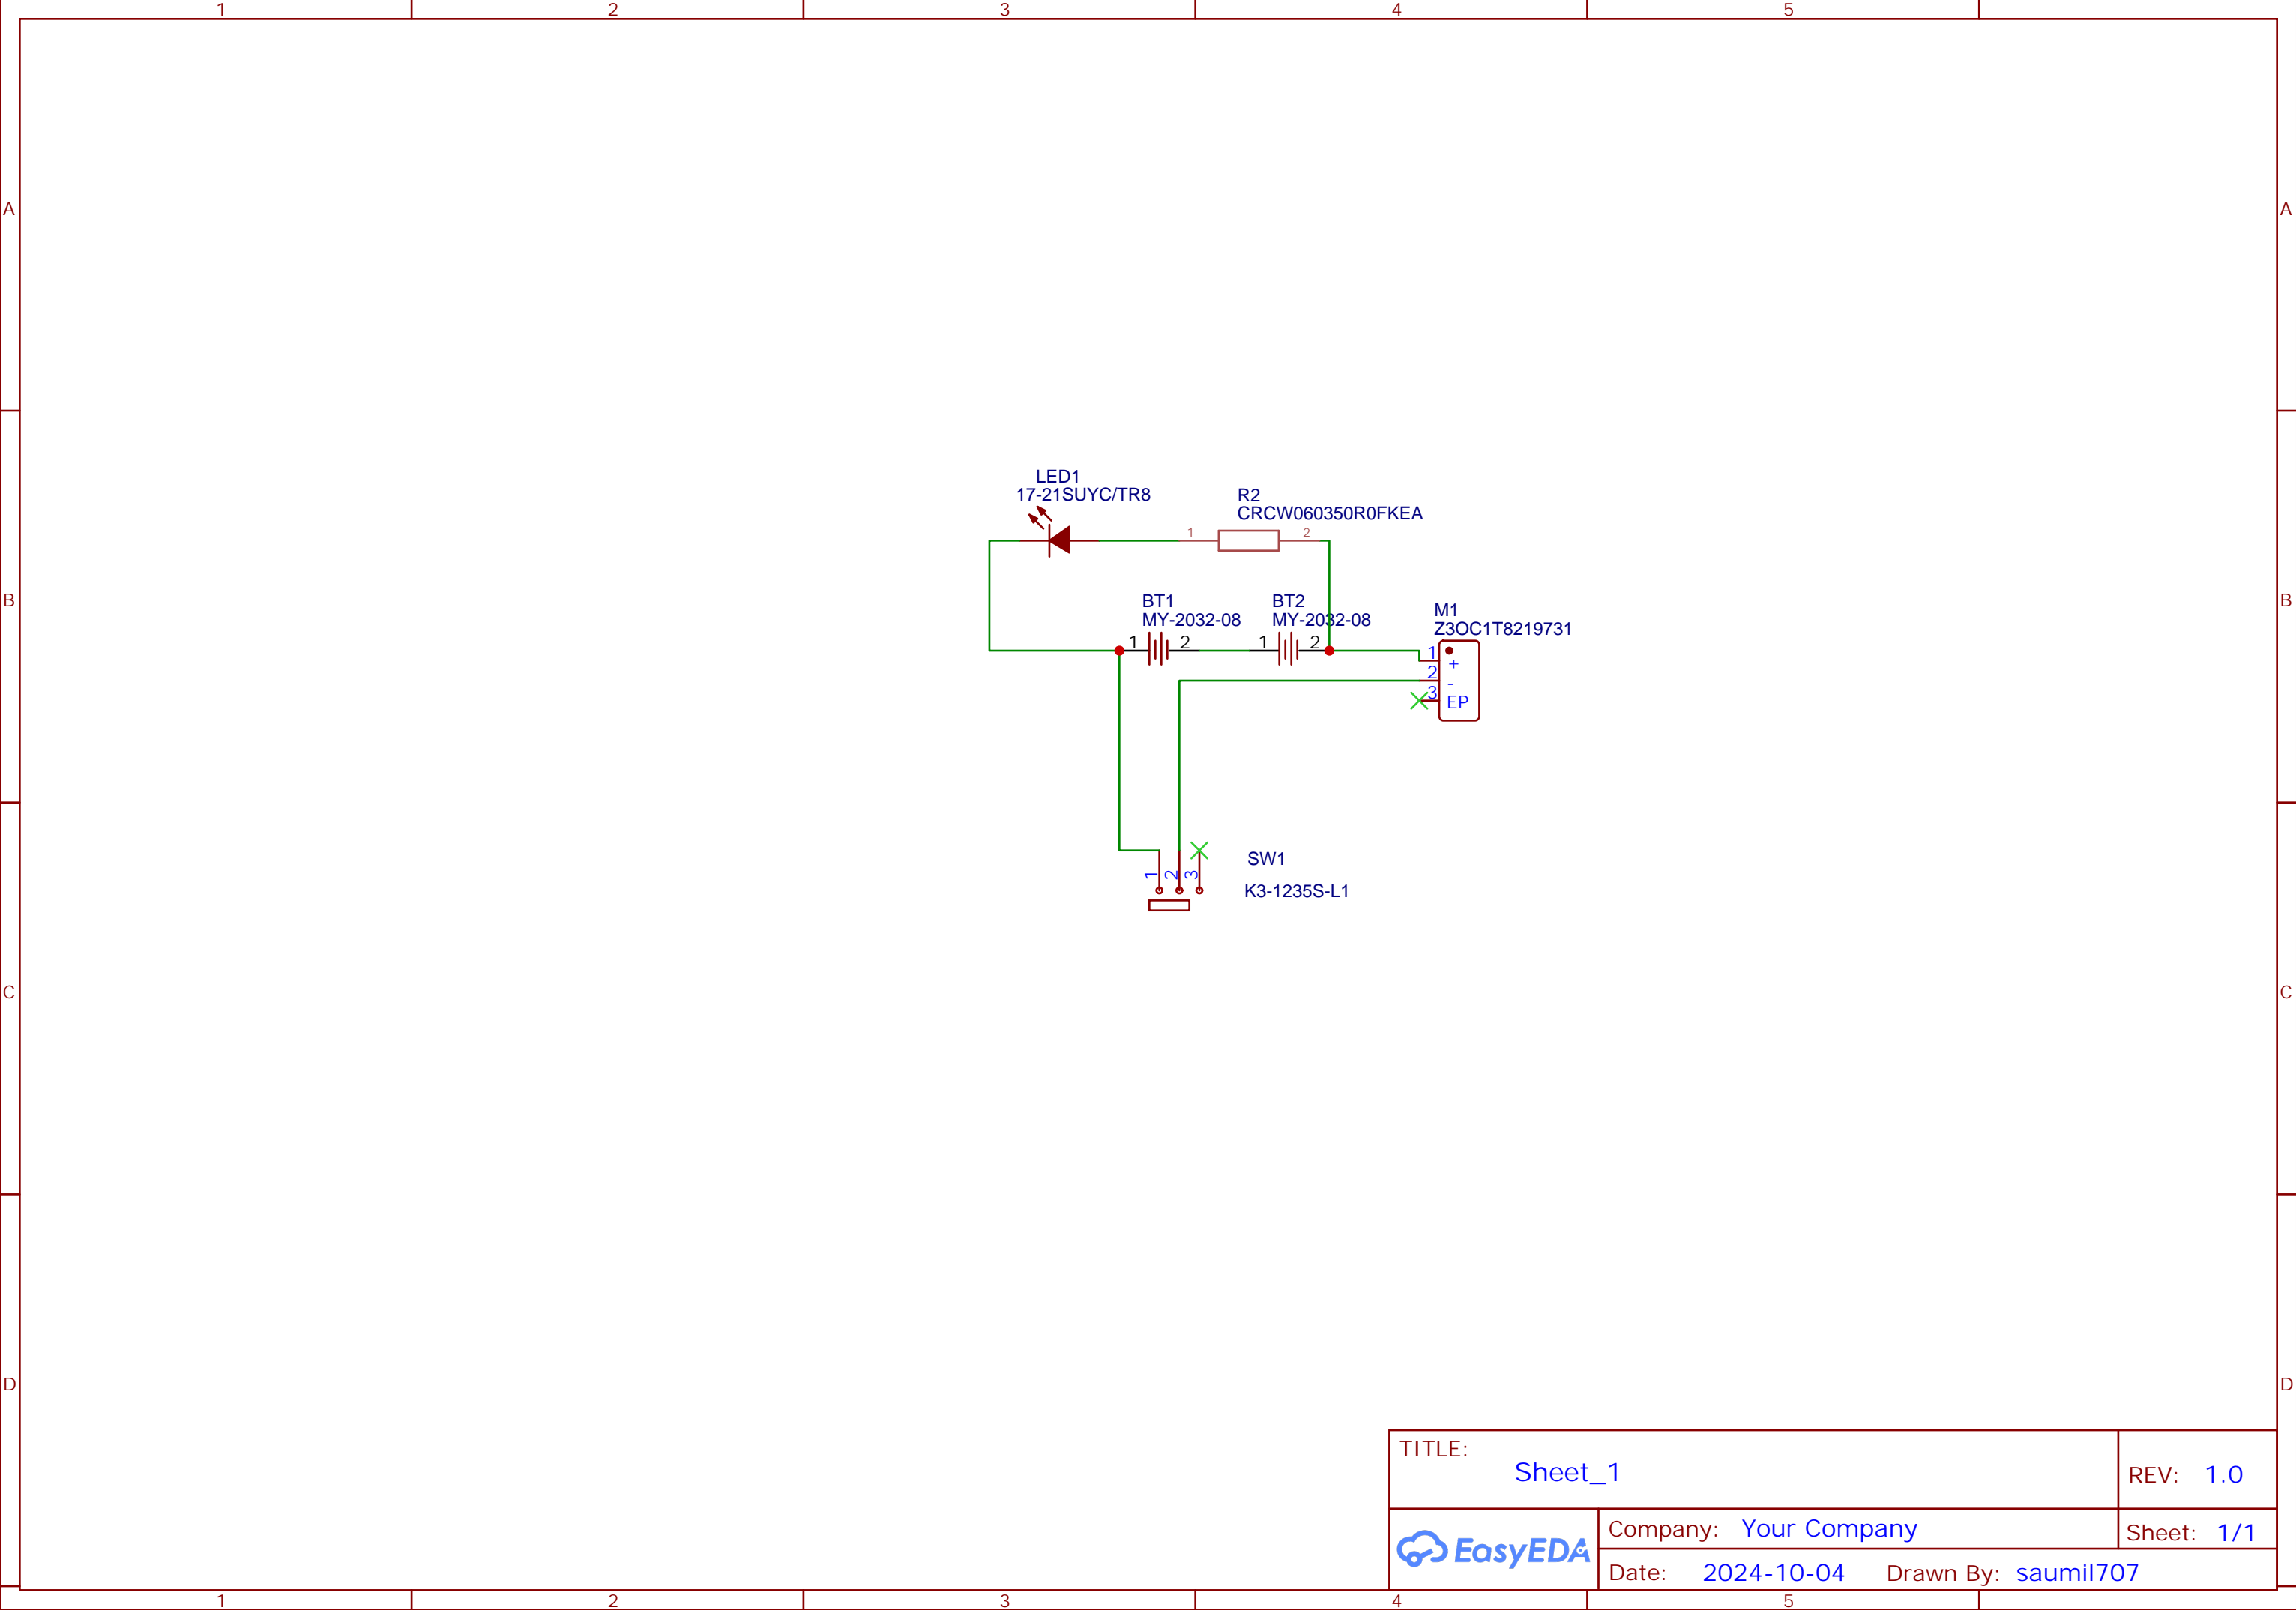 1 2 3 4 5
A A
LED1
17-21SUYC/TR8
R2
CRCW060350R0FKEA
1 2
B B
BT1 BT2
MY-2032-08 MY-2032-08
M1
Z3OC1T8219731
1 2 1 2
1 +
2 -
3 EP
SW1
1 2 3
K3-1235S-L1
C C
D D
TITLE:
Sheet_1
REV: 1.0
EasyEDA
Company: Your Company
Sheet: 1/1
Date: 2024-10-04 Drawn By: saumil707
1 2 3 4 5